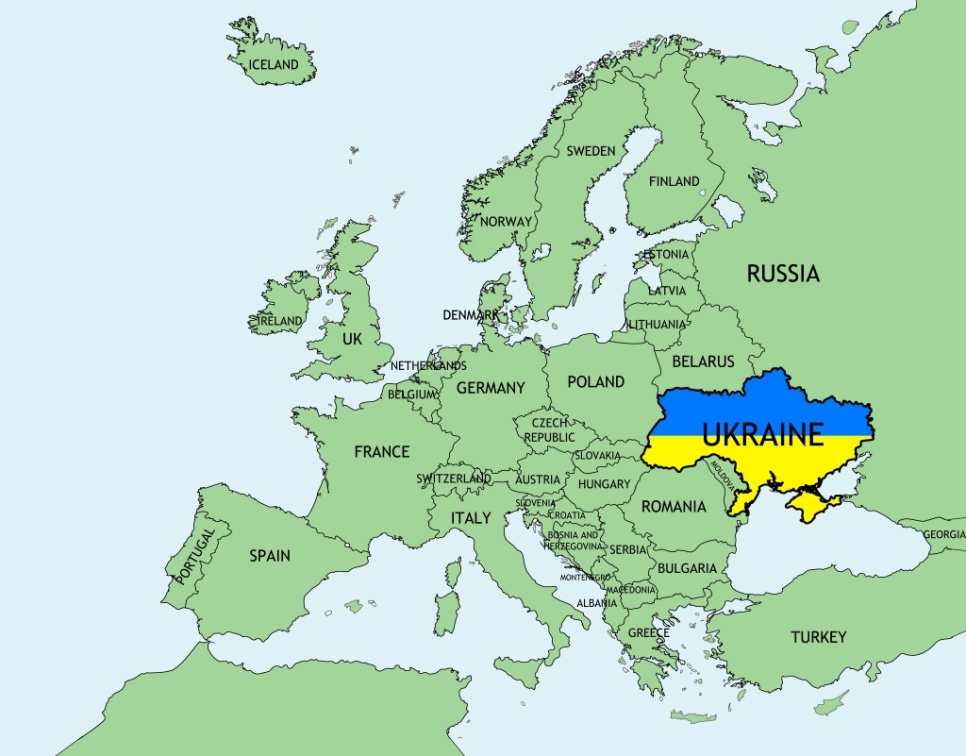 ICELAND
SWEDEN
FINLAND
NORWAY
ESTONIA
RUSSIA
LATVIA
DENMARK
IRELAND
LITHUANIA
UK
BELARUS
NETHERLANDS
GERMANY
POLAND
BELGIUM
UKRAINE
CZECH
REPUBLIC
FRANCE
SLOVAKIA
SWITZERLAND
AUSTRIA
HUNGARY
MOLDOVA
SLOVENIA
ROMANIA
CROATIA
ITALY
BOSNIA AND
HERZEGOVINA
GEORGIA
SERBIA
PORTUGAL
SPAIN
BULGARIA
MONTENEGRO
MACEDONIA
ALBANIA
GREECE
TURKEY